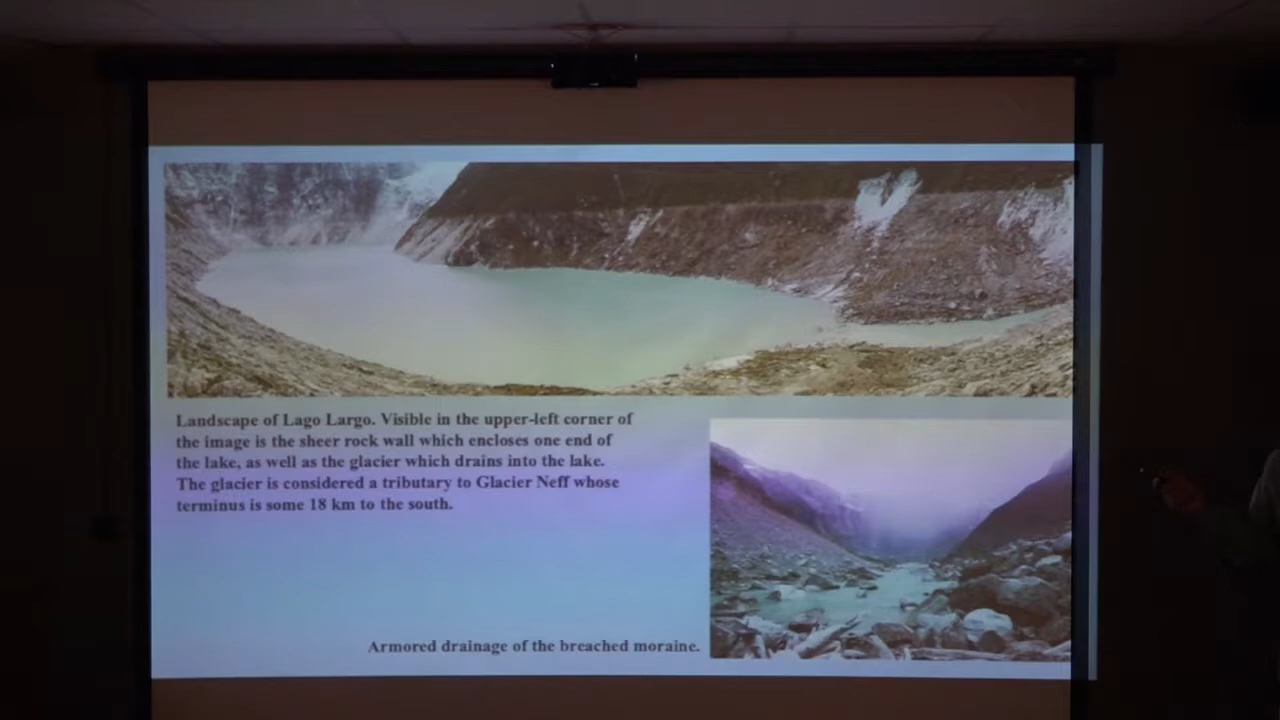 Landscape of Lago Largo. Visible in the upper-left corner of
the image is the sheer rock wall which encloses one end of
the lake, as well as the glacier which drains into the lake.
The glacier is considered a tributary to Glacier Neff whose
terminus is some 18 km to the south.
Armored drainage of the breached moraine.